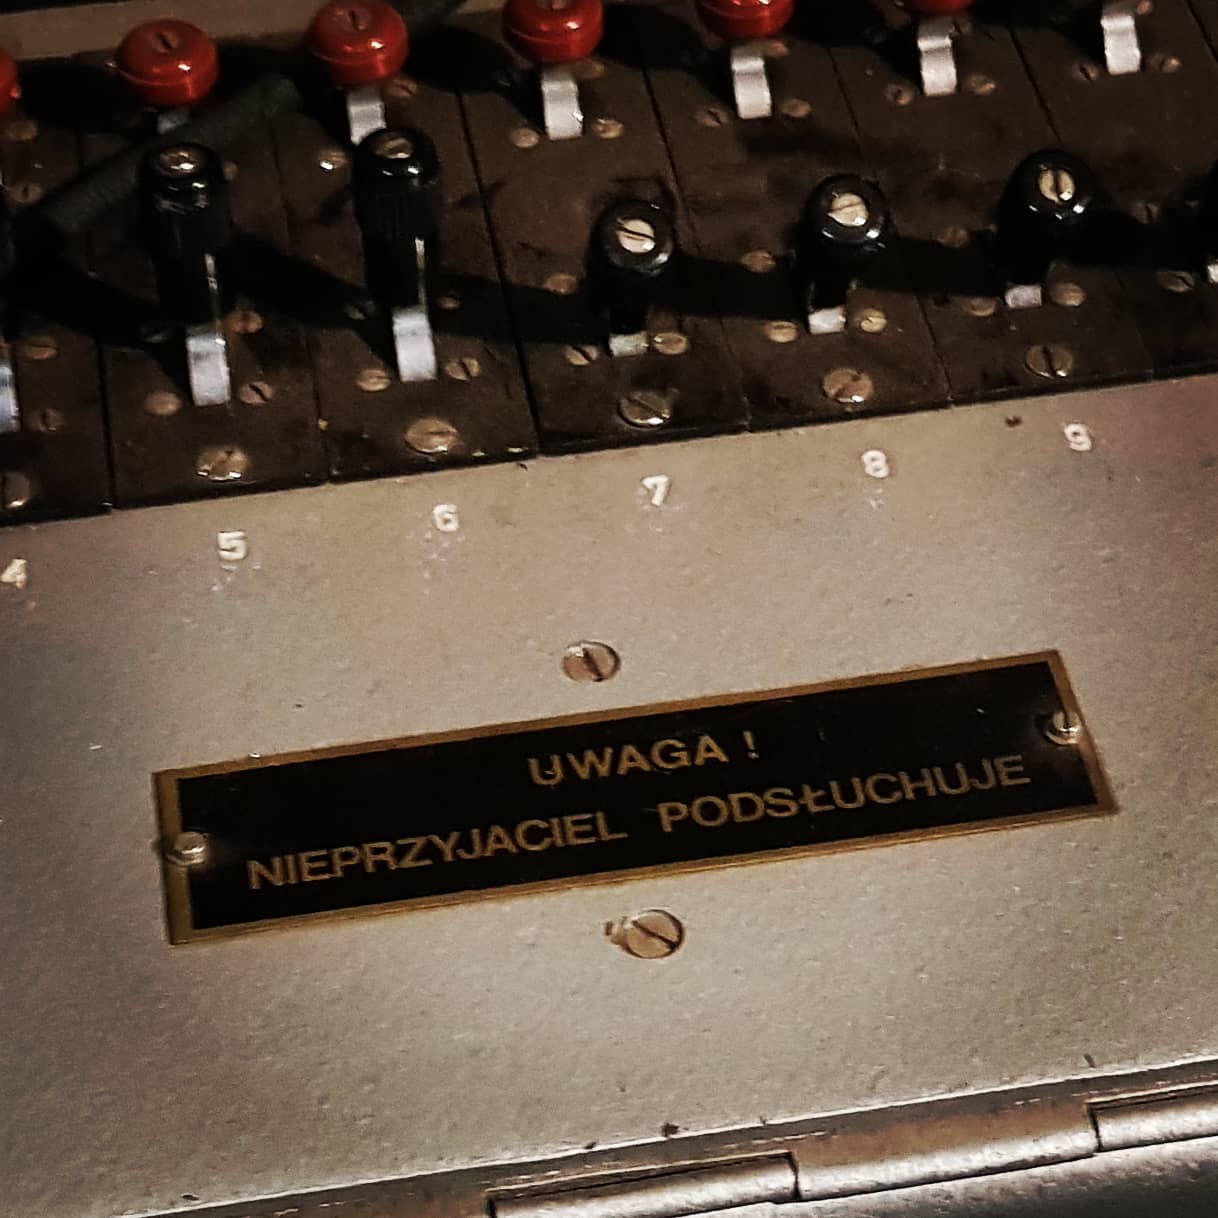 4 5 6 7 8 9
UWAGA !
NIEPRZYJACIEL PODSŁUCHUJE